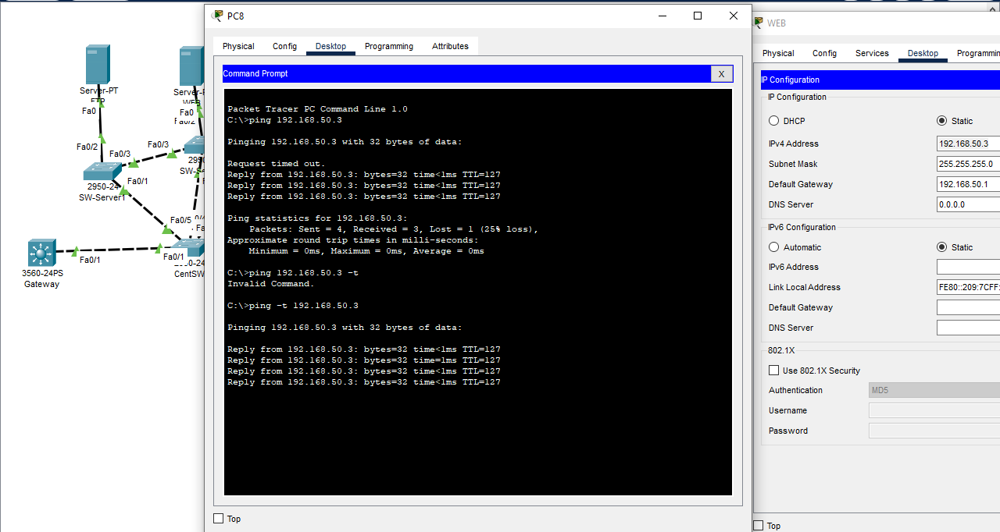 PC8
Physical Config Desktop Programming Attributes
Command Prompt
X
Packet Tracer PC Command Line 1.0
C:\>ping 192.168.50.3
Pinging 192.168.50.3 with 32 bytes of data:
Request timed out.
Reply from 192.168.50.3: bytes=32 time<1ms TTL=127
Reply from 192.168.50.3: bytes=32 time<1ms TTL=127
Reply from 192.168.50.3: bytes=32 time<1ms TTL=127
Ping statistics for 192.168.50.3:
Packets: Sent = 4, Received = 3, Lost = 1 (25% loss),
Approximate round trip times in milli-seconds:
Minimum = 0ms, Maximum = 0ms, Average = 0ms
C:\>ping 192.168.50.3 -t
Invalid Command.
C:\>ping -t 192.168.50.3
Pinging 192.168.50.3 with 32 bytes of data:
Reply from 192.168.50.3: bytes=32 time<1ms TTL=127
Reply from 192.168.50.3: bytes=32 time<1ms TTL=127
Reply from 192.168.50.3: bytes=32 time<1ms TTL=127
Reply from 192.168.50.3: bytes=32 time<1ms TTL=127
Top
Server-PT
FTP
Fa0
Fa0/2
Fa0/3
Fa0/3
2950-24
SW-Server1
Fa0/1
Server-P
WEB
Fa0
Fa0/2
Fa0/5
Fa0/1
CentSW
3560-24PS
Gateway
Fa0/1
WEB
Physical Config Services Desktop Programmin
IP Configuration
IP Configuration
DHCP Static
IPv4 Address 192.168.50.3
Subnet Mask 255.255.255.0
Default Gateway 192.168.50.1
DNS Server 0.0.0.0
IPv6 Configuration
Automatic Static
IPv6 Address
Link Local Address FE80::209:7CFF:
Default Gateway
DNS Server
802.1X
Use 802.1X Security
Authentication MD5
Username
Password
Top